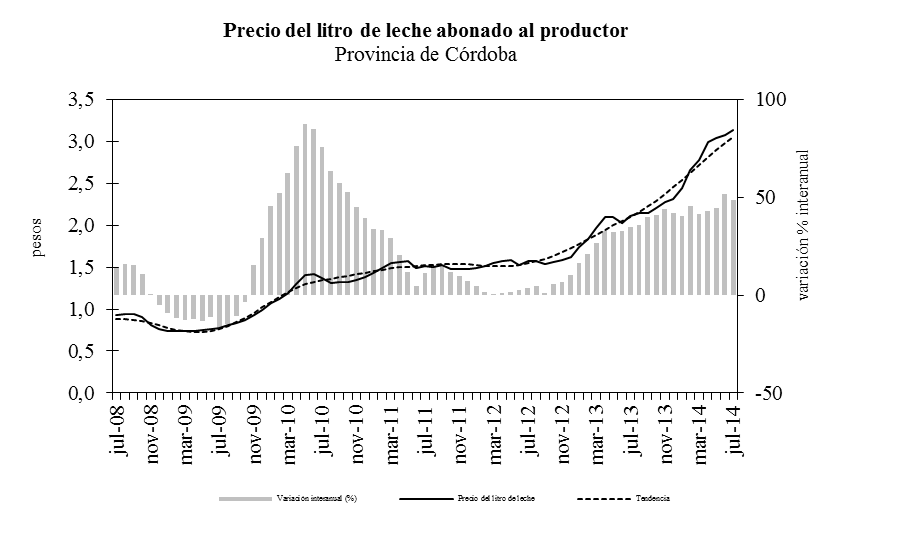 Precio del litro de leche abonado al productor
Provincia de Córdoba
3,5
3,0
2,5
2,0
1,5
1,0
0,5
0,0
pesos
100
50
0
-50
variación % interanual
jul-08
nov-08
mar-09
jul-09
nov-09
mar-10
jul-10
nov-10
mar-11
jul-11
nov-11
mar-12
jul-12
nov-12
mar-13
jul-13
nov-13
mar-14
jul-14
Variación interanual (%)
Precio del litro de leche
Tendencia